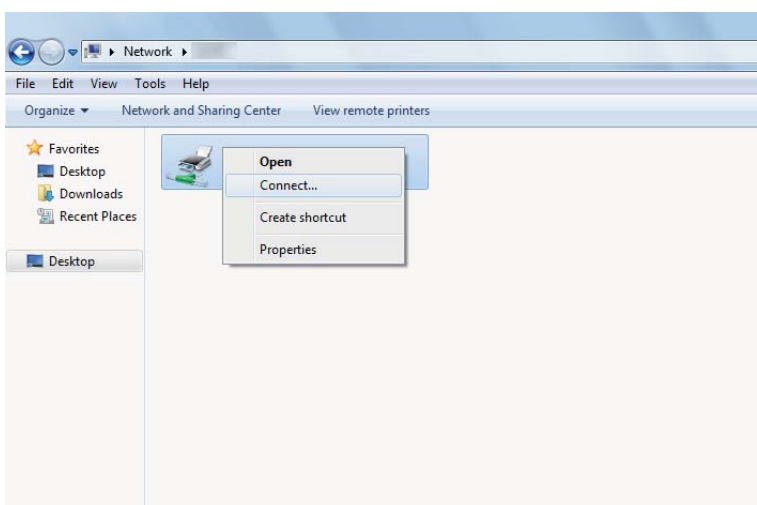 Network
File Edit View Tools Help
Organize Network and Sharing Center View remote printers
Favorites
Desktop
Downloads
Recent Places
Desktop
Open
Connect...
Create shortcut
Properties